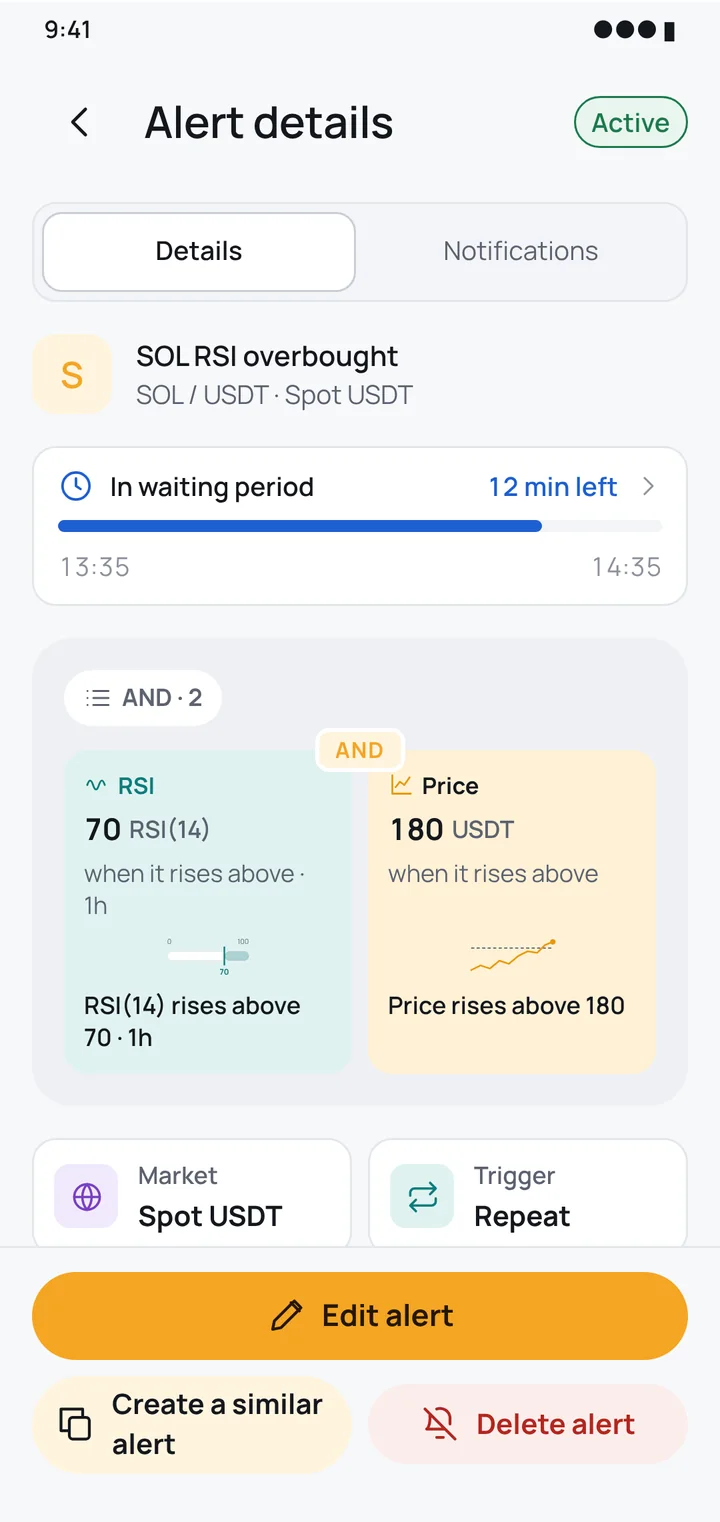 9:41
Alert details
Active
Details
Notifications
S
SOL RSI overbought
SOL / USDT · Spot USDT
In waiting period
12 min left
13:35
14:35
AND · 2
AND
RSI
70 RSI(14)
when it rises above ·
1h
0
100
70
RSI(14) rises above
70 · 1h
Price
180 USDT
when it rises above
Price rises above 180
Market
Spot USDT
Trigger
Repeat
Edit alert
Create a similar
alert
Delete alert